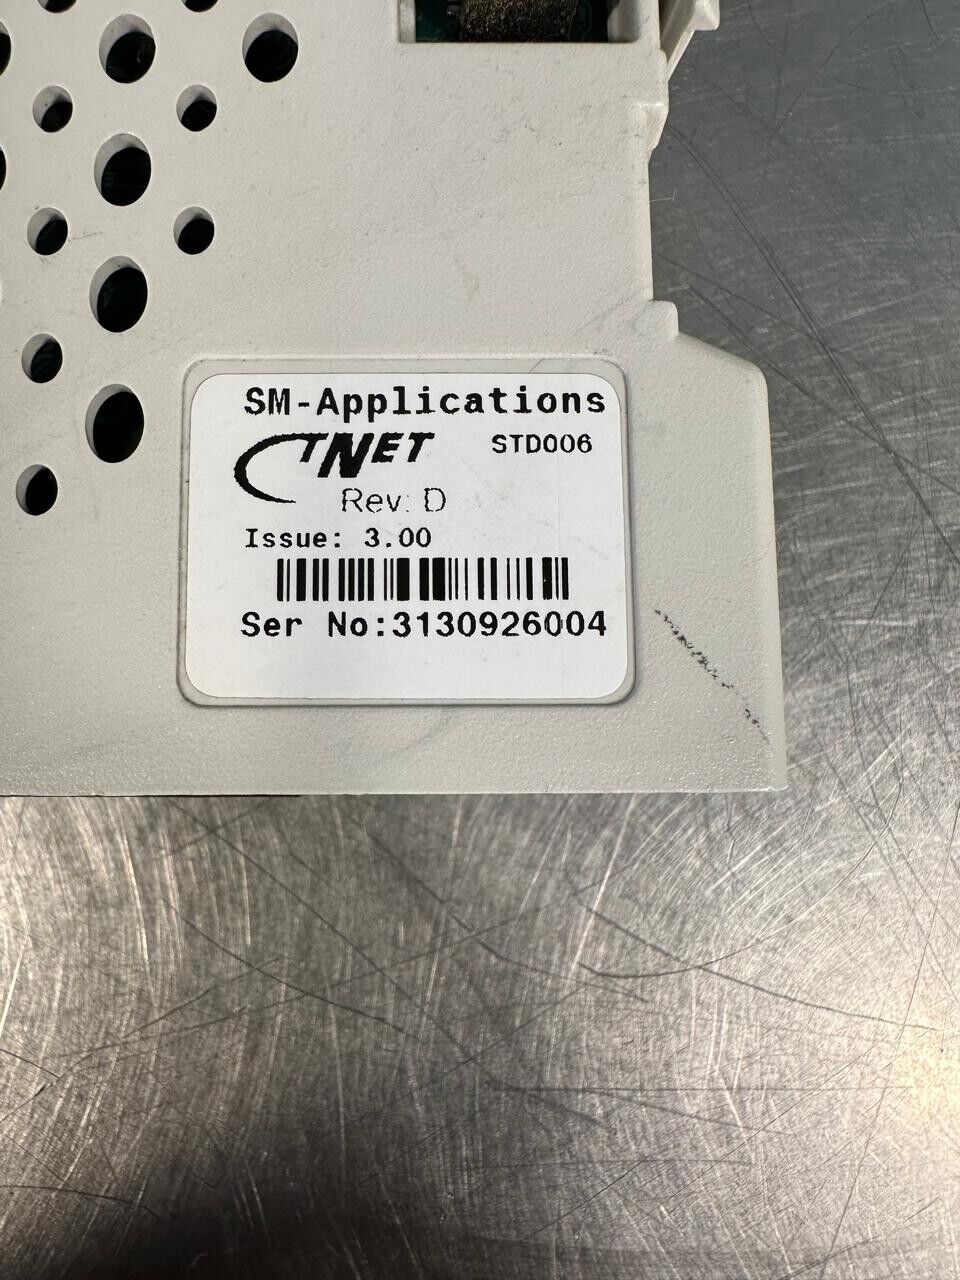 SM-Applications
CTNET STD006
Rev: D
Issue: 3.00
Ser No:3130926004